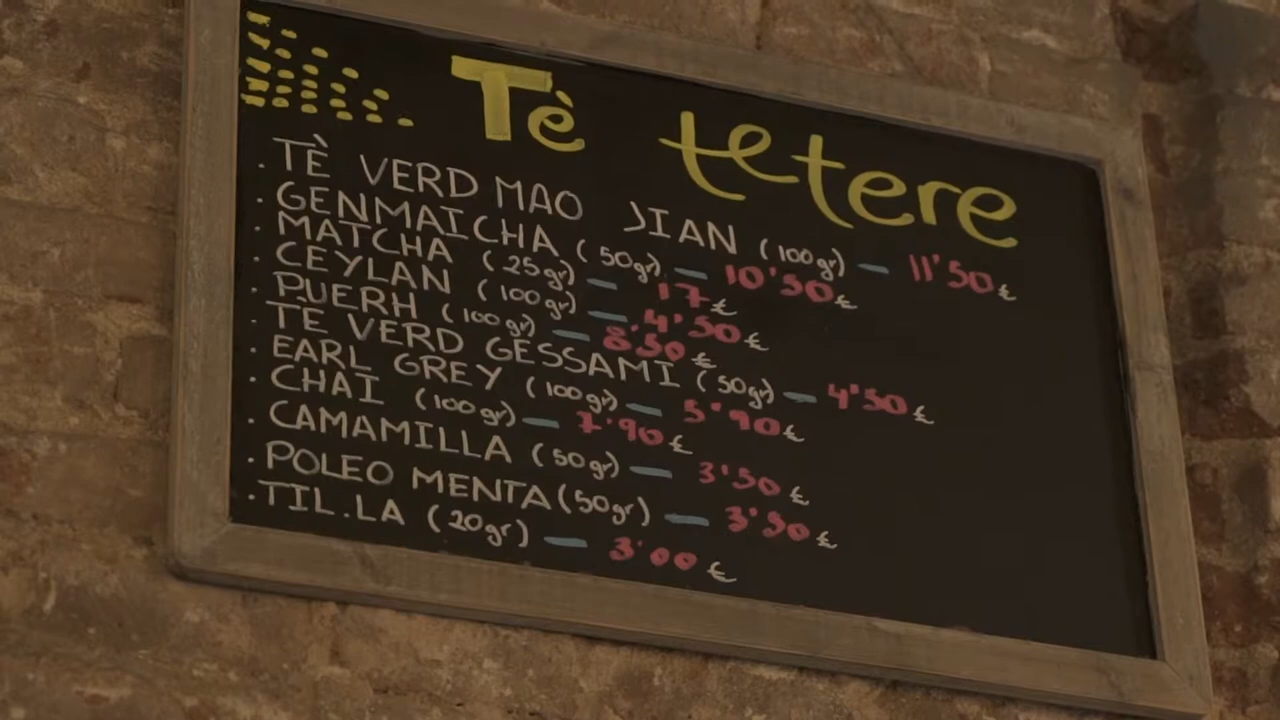 Tè tetere
. TÈ VERD MAO JIAN (100gr) — 11'50€
. GENMAICHA (50gr) — 10'50€
. MATCHA (25gr) — 17€
. CEYLAN (100gr) — 4'50€
. PUERH (100gr) — 8'50€
. TÈ VERD GESSAMI (50gr) — 4'50€
. EARL GREY (100gr) — 5'90€
. CHAI (100gr) — 7'90€
. CAMAMILLA (50gr) — 3'50€
. POLEO MENTA (50gr) — 3'50€
. TIL.LA (20gr) — 3'00€